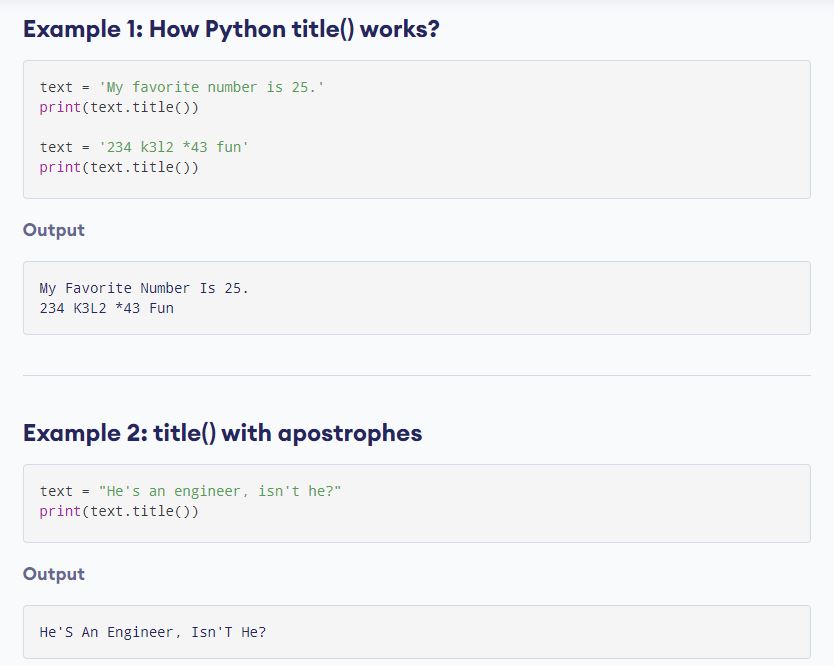 Example 1: How Python title() works?
text = 'My favorite number is 25.'
print(text.title())
text = '234 k3l2 *43 fun'
print(text.title())
Output
My Favorite Number Is 25.
234 K3L2 *43 Fun
Example 2: title() with apostrophes
text = "He's an engineer, isn't he?"
print(text.title())
Output
He'S An Engineer, Isn'T He?